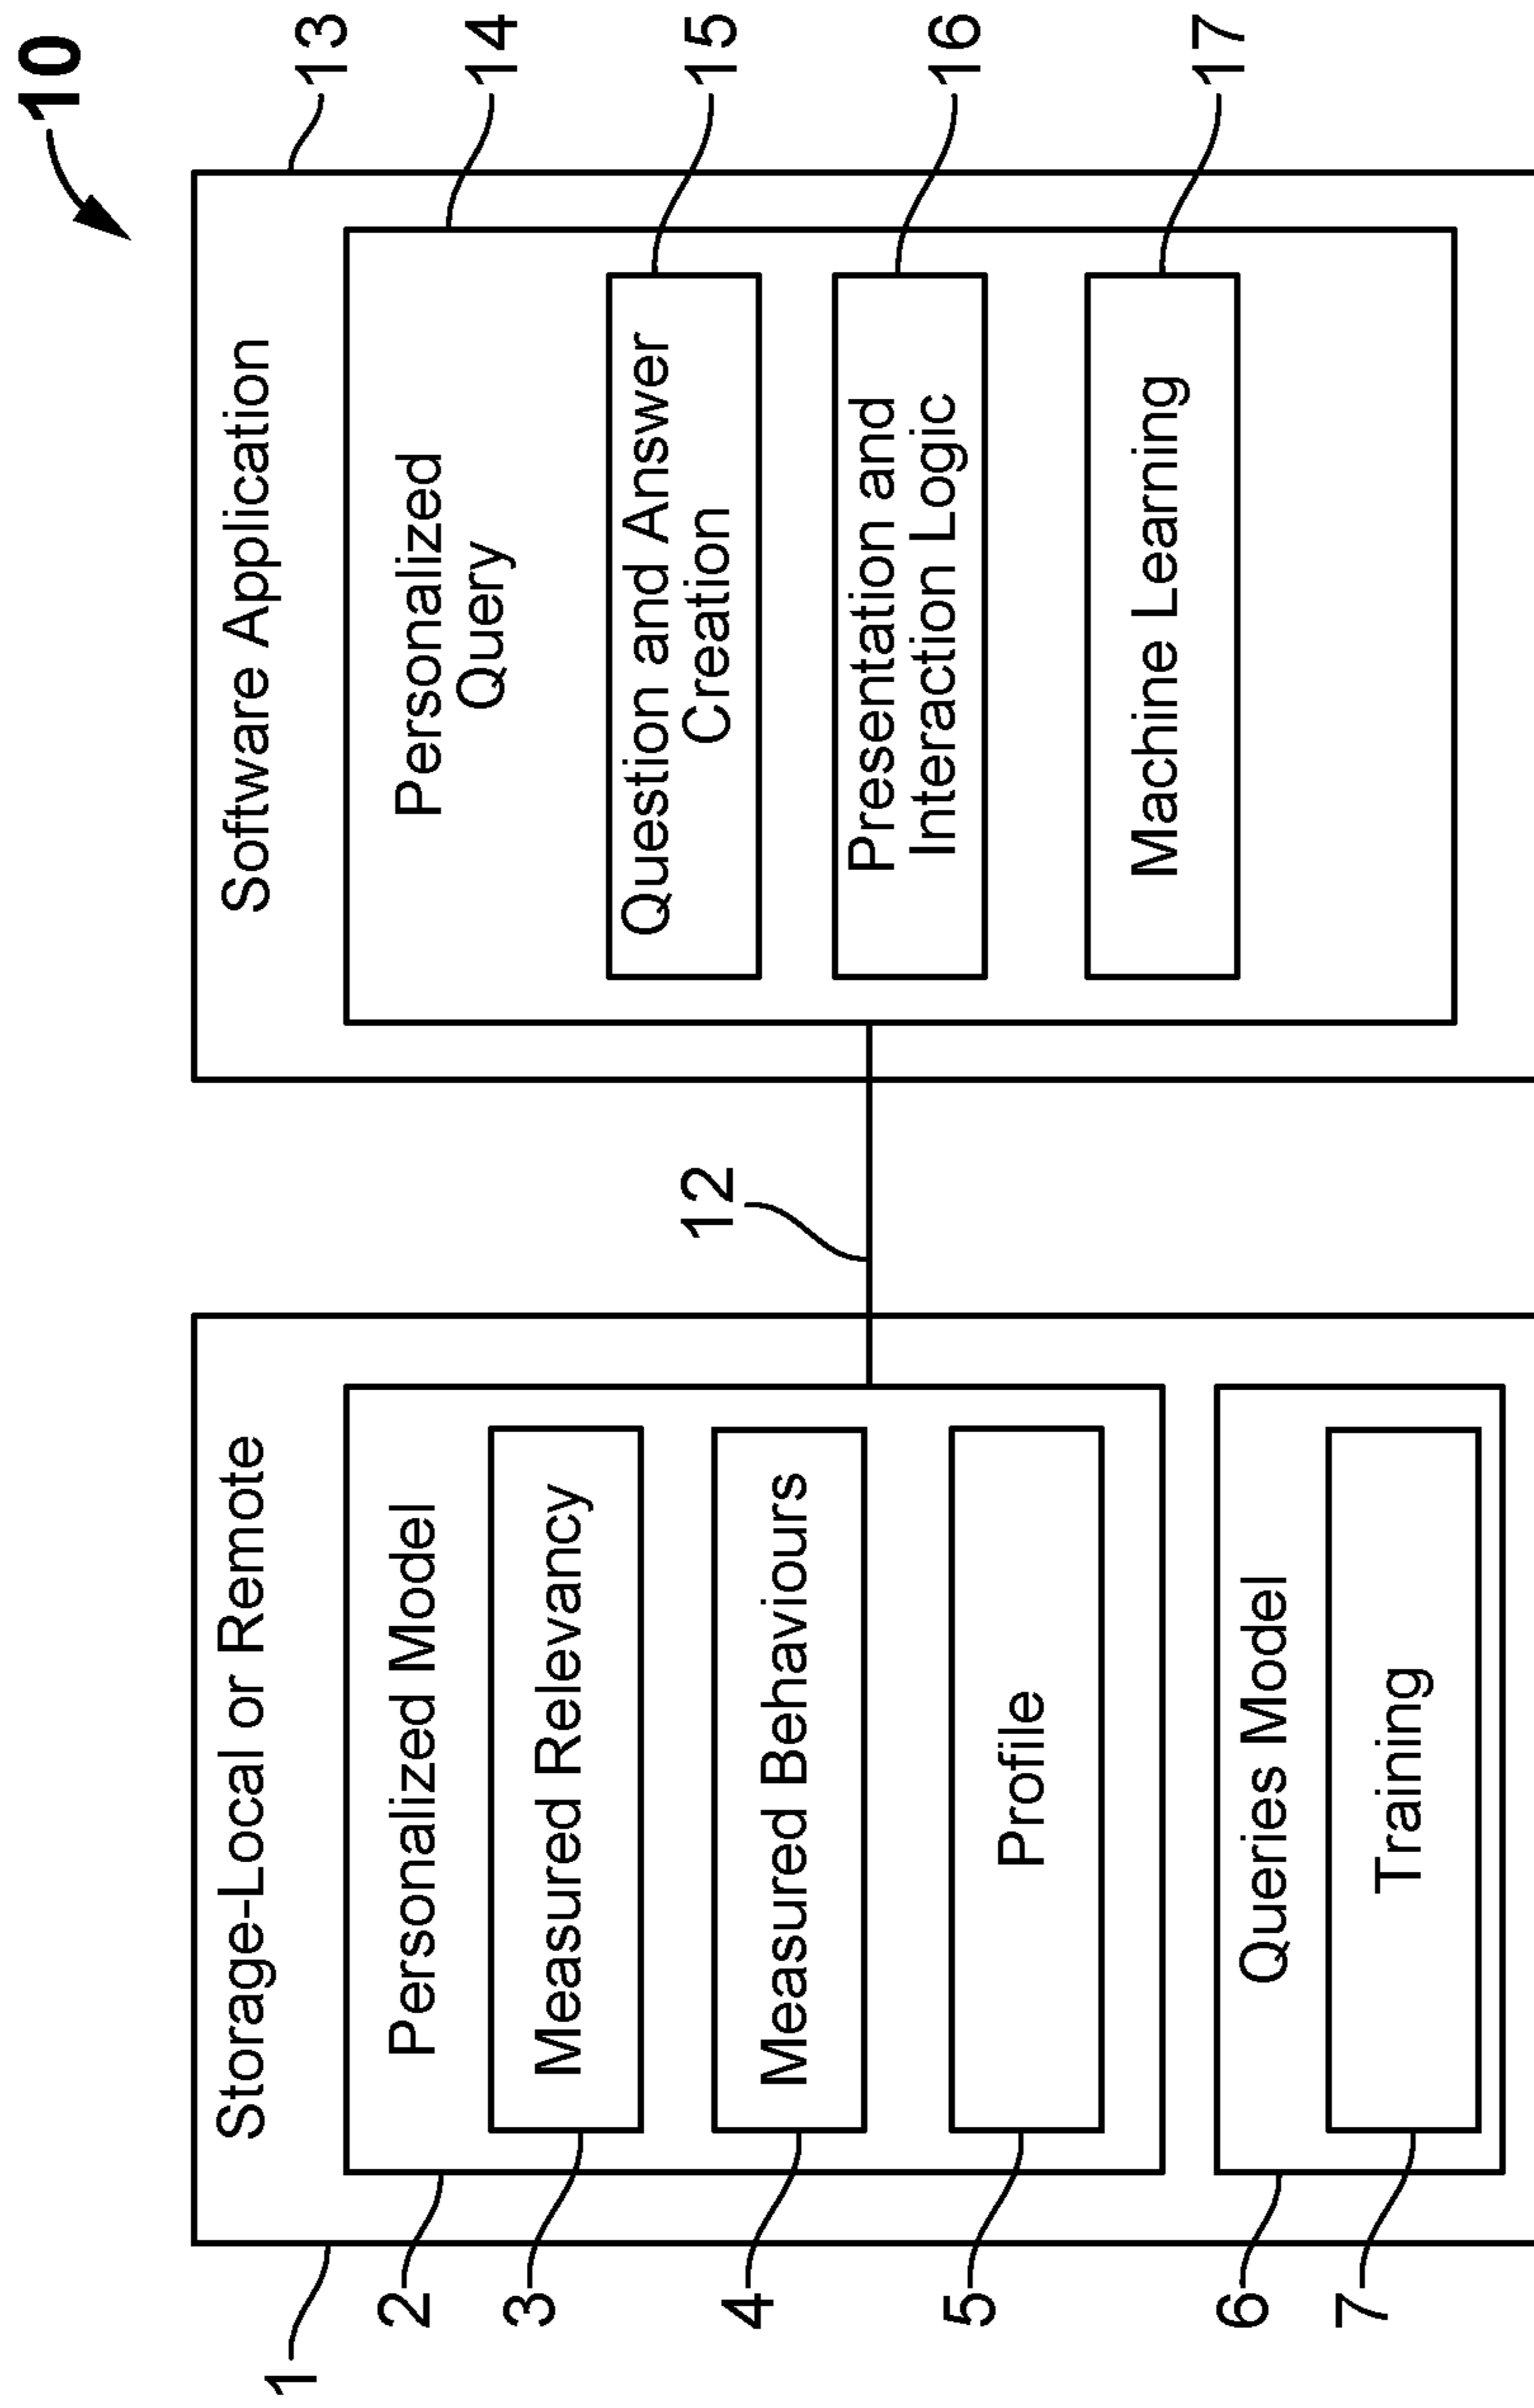 10
Storage-Local or Remote
1
Personalized Model
2
Measured Relevancy
3
Measured Behaviours
4
Profile
5
Queries Model
6
Training
7
12
Software Application
13
Personalized
Query
14
Question and Answer
Creation
15
Presentation and
Interaction Logic
16
Machine Learning
17